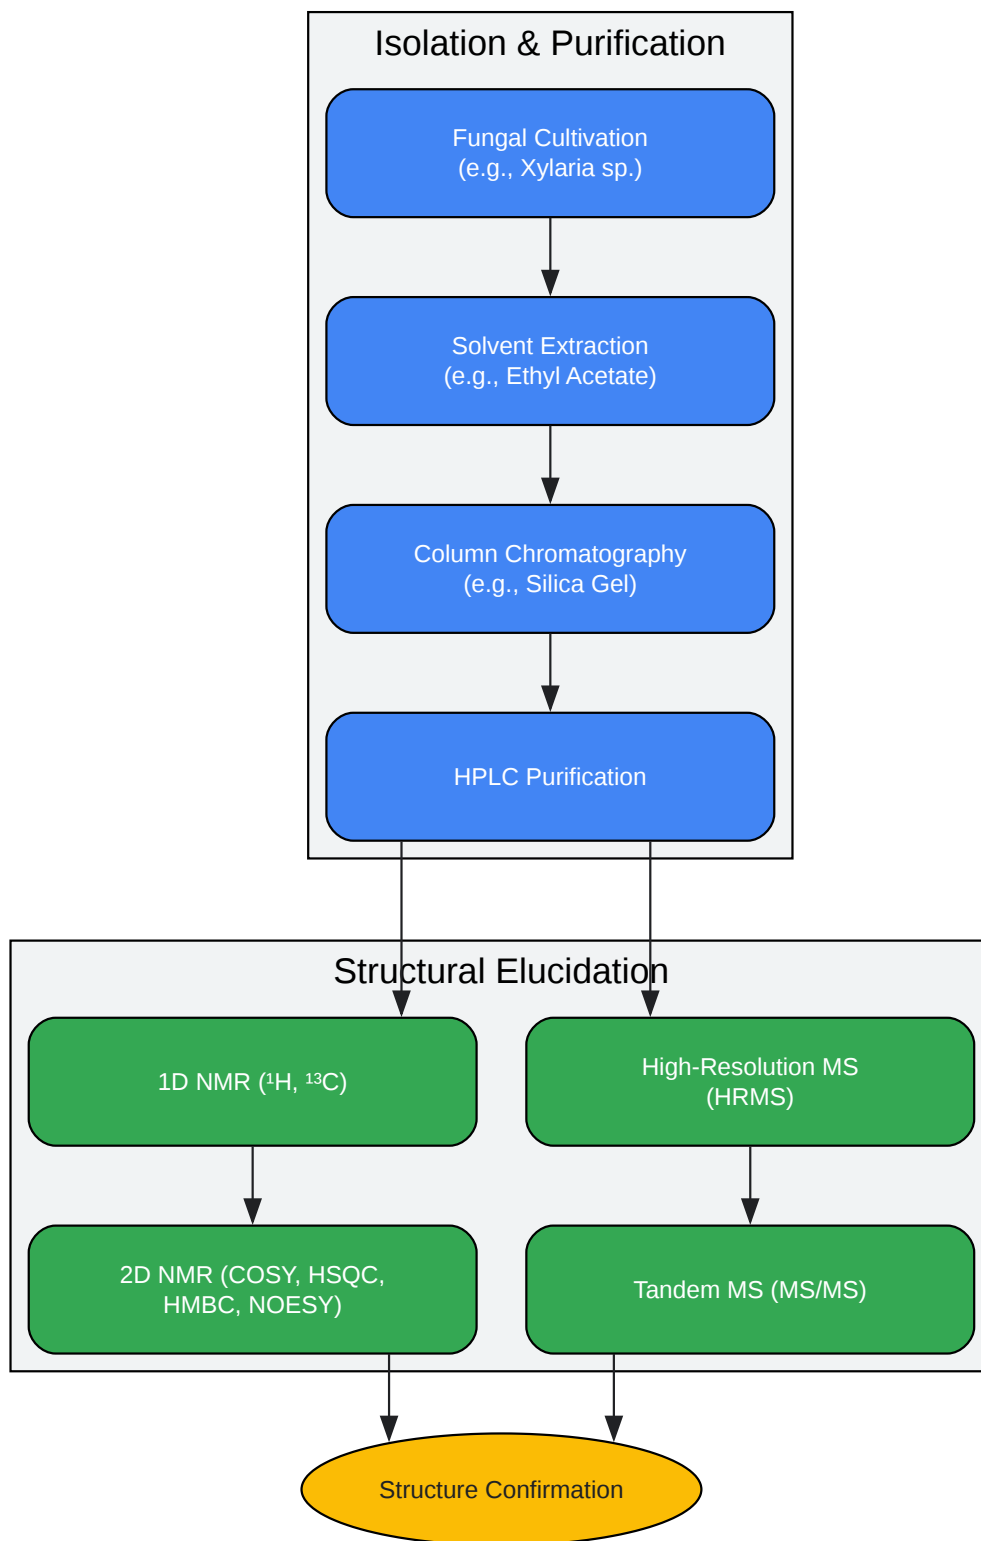 Isolation & Purification
Fungal Cultivation
(e.g., Xylaria sp.)
Solvent Extraction
(e.g., Ethyl Acetate)
Column Chromatography
(e.g., Silica Gel)
HPLC Purification
Structural Elucidation
1D NMR (¹H, ¹³C)
High-Resolution MS
(HRMS)
2D NMR (COSY, HSQC,
HMBC, NOESY)
Tandem MS (MS/MS)
Structure Confirmation